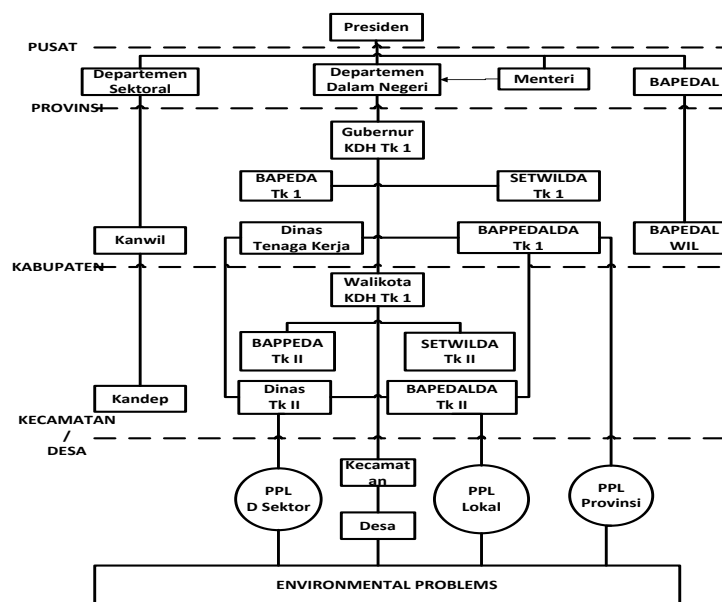 Presiden
PUSAT
Departemen
Sektoral
Departemen
Dalam Negeri
Menteri
BAPEDAL
PROVINSI
Gubernur
KDH Tk 1
BAPEDA
Tk 1
SETWILDA
Tk 1
Kanwil
Dinas
Tenaga Kerja
BAPPEDALDA
Tk 1
BAPEDAL
WIL
KABUPATEN
Walikota
KDH Tk 1
BAPPEDA
Tk II
SETWILDA
Tk II
Kandep
Dinas
Tk II
BAPEDALDA
Tk II
KECAMATAN
/
DESA
Kecamat
an
PPL
D Sektor
PPL
Lokal
PPL
Provinsi
Desa
ENVIRONMENTAL PROBLEMS